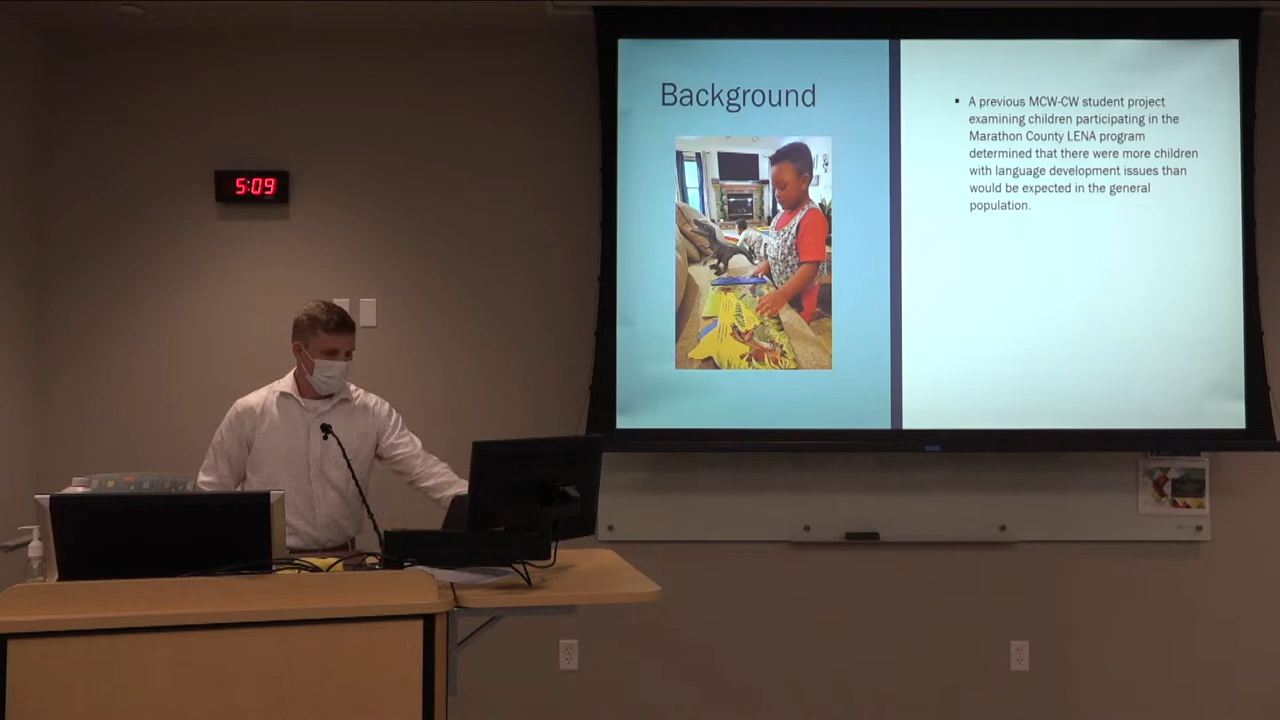 5:09
Background
▪ A previous MCW-CW student project
examining children participating in the
Marathon County LENA program
determined that there were more children
with language development issues than
would be expected in the general
population.